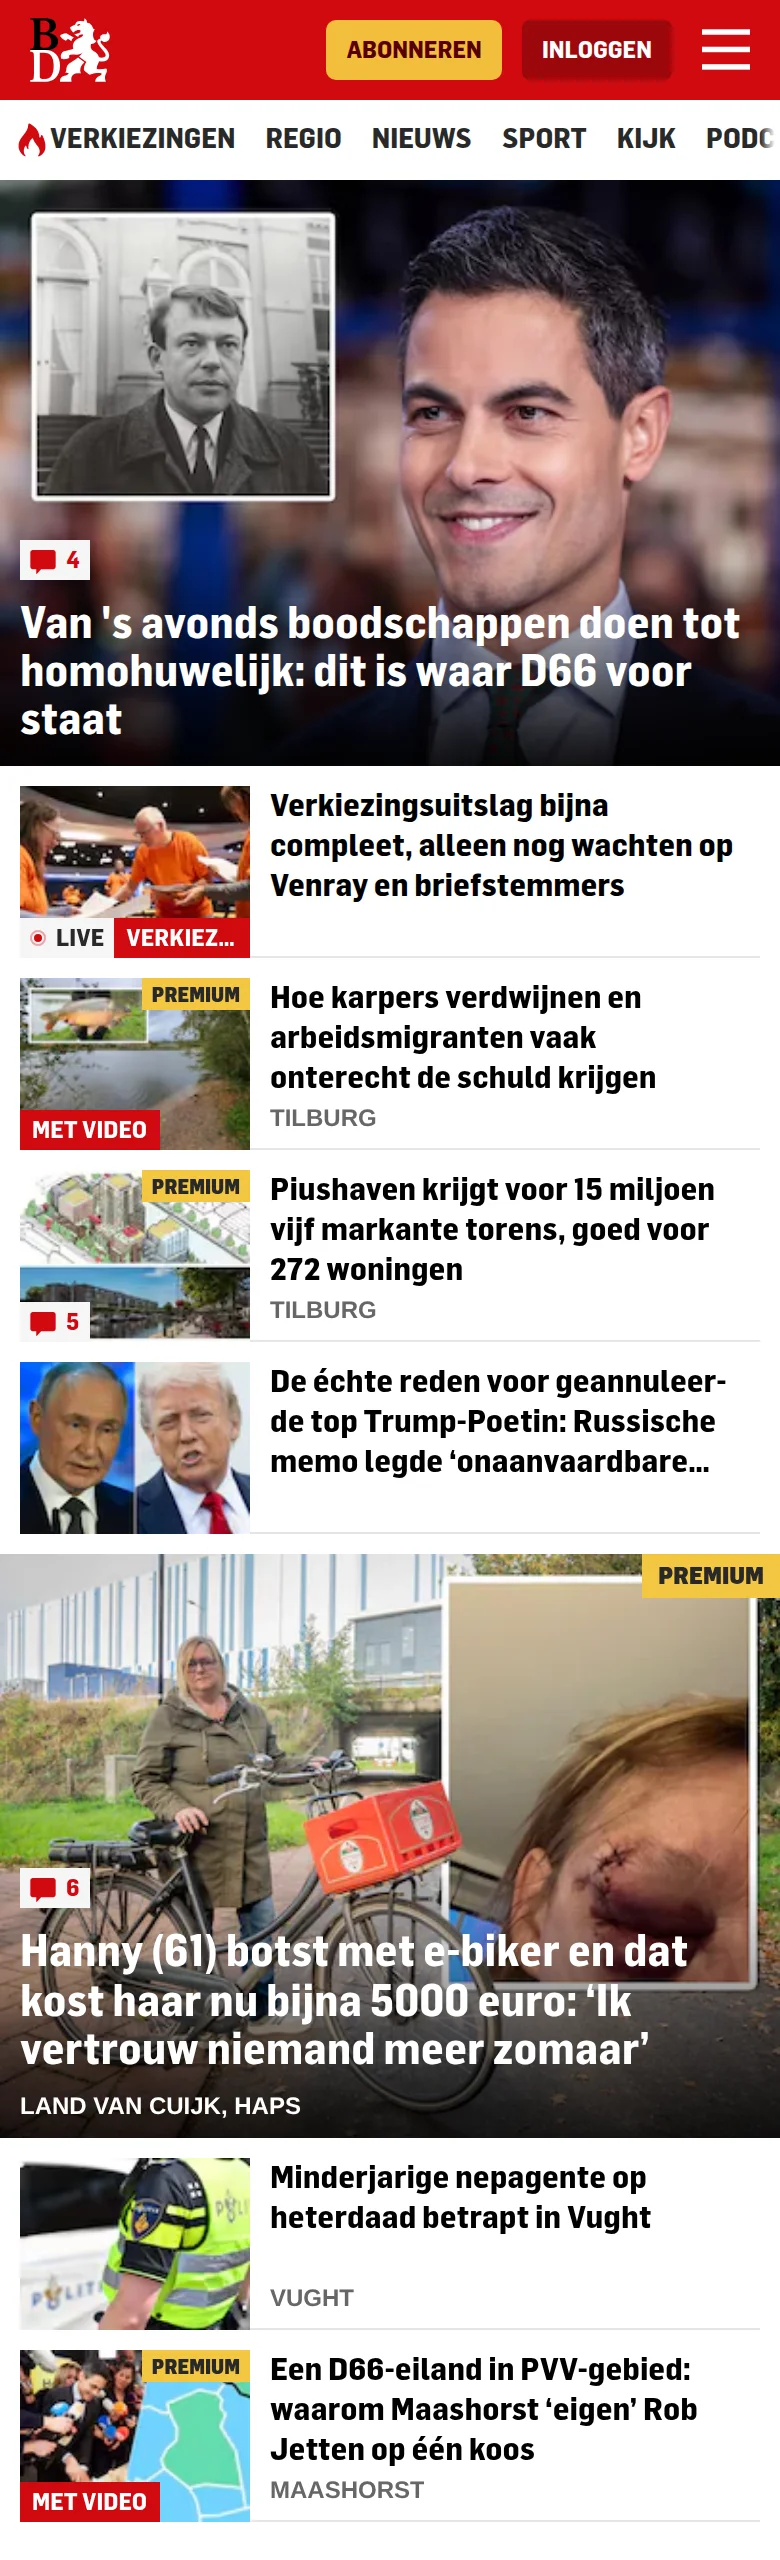 BD
ABONNEREN
INLOGGEN
VERKIEZINGEN REGIO NIEUWS SPORT KIJK PODC
4
Van 's avonds boodschappen doen tot
homohuwelijk: dit is waar D66 voor
staat
Verkiezingsuitslag bijna
compleet, alleen nog wachten op
Venray en briefstemmers
LIVE VERKIEZ...
PREMIUM
Hoe karpers verdwijnen en
arbeidsmigranten vaak
onterecht de schuld krijgen
TILBURG
MET VIDEO
PREMIUM
Piushaven krijgt voor 15 miljoen
vijf markante torens, goed voor
272 woningen
TILBURG
5
De échte reden voor geannuleer-
de top Trump-Poetin: Russische
memo legde ‘onaanvaardbare...
PREMIUM
6
Hanny (61) botst met e-biker en dat
kost haar nu bijna 5000 euro: ‘Ik
vertrouw niemand meer zomaar’
LAND VAN CUIJK, HAPS
Minderjarige nepagente op
heterdaad betrapt in Vught
VUGHT
POLITI
PREMIUM
Een D66-eiland in PVV-gebied:
waarom Maashorst ‘eigen’ Rob
Jetten op één koos
MAASHORST
MET VIDEO